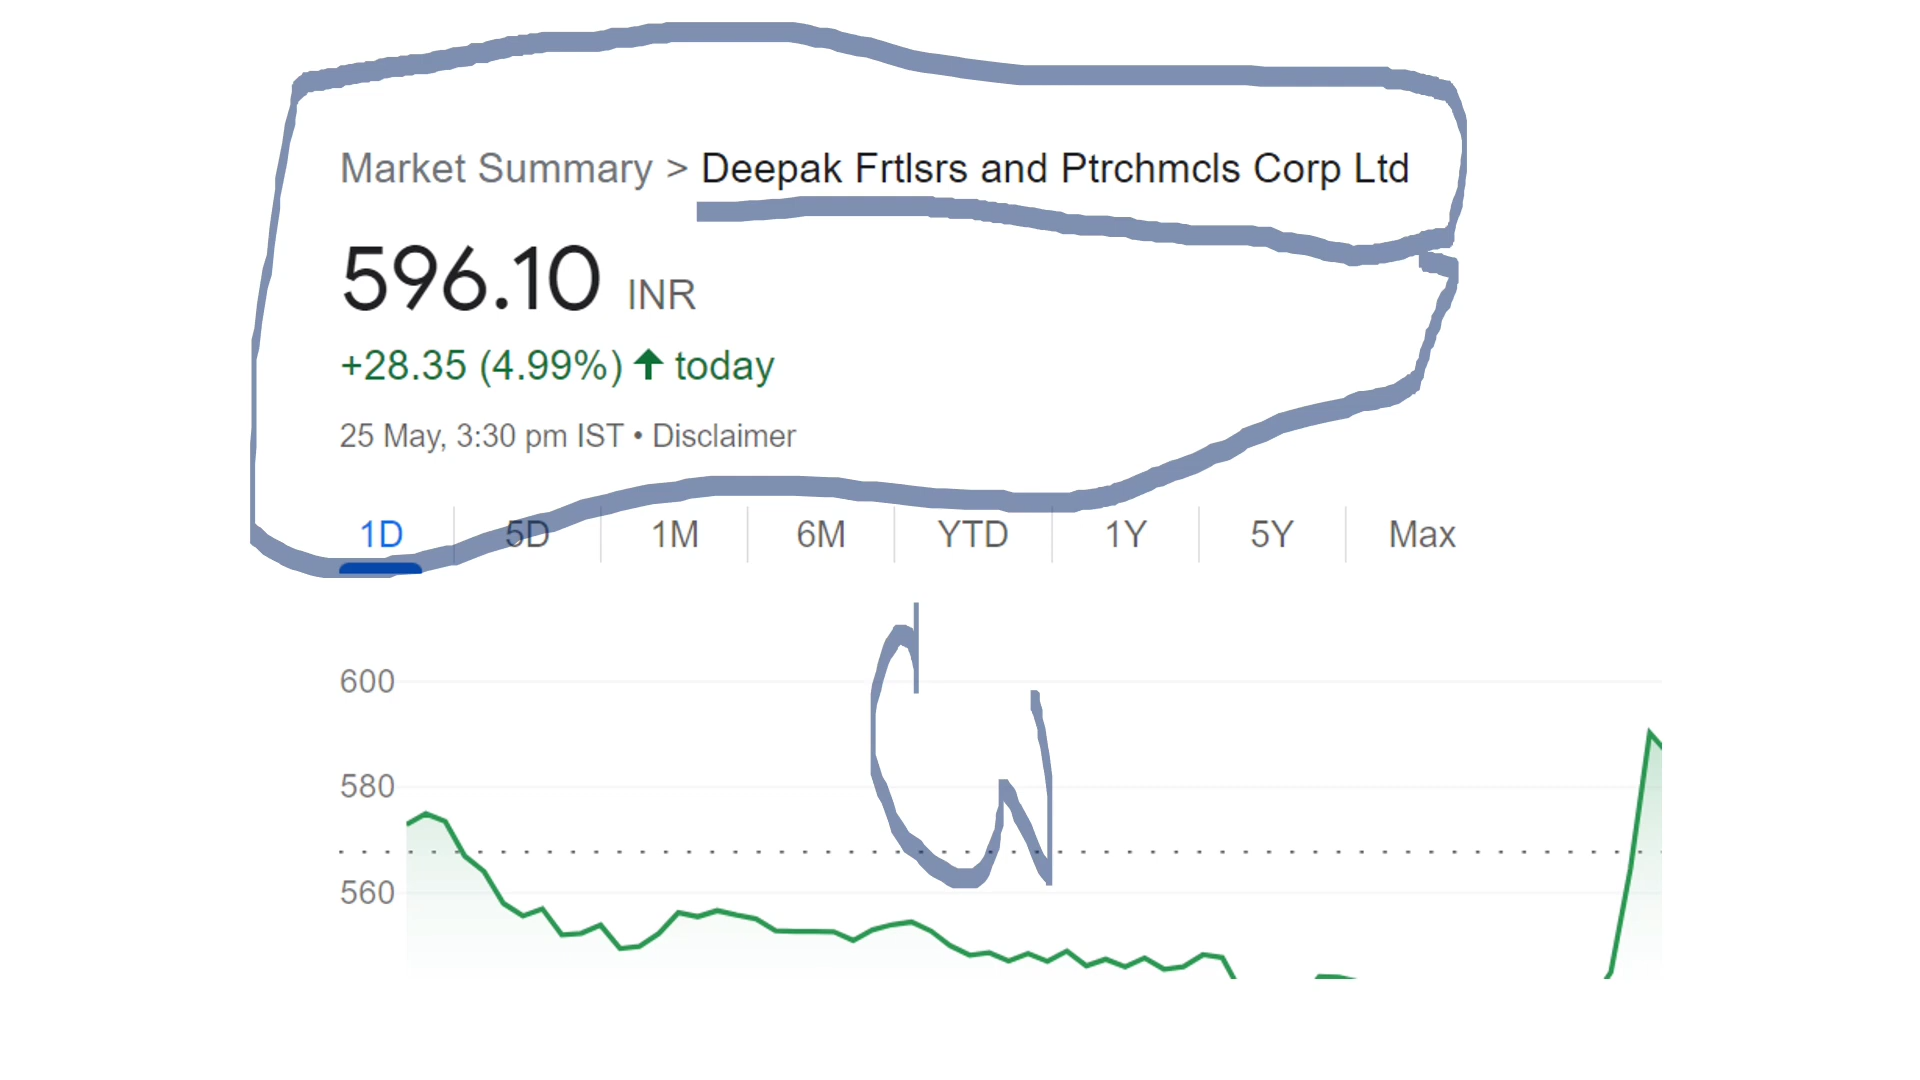 Market Summary > Deepak Frtlsrs and Ptrchmcls Corp Ltd
596.10 INR
+28.35 (4.99%) ↑ today
25 May, 3:30 pm IST • Disclaimer
1D 5D 1M 6M YTD 1Y 5Y Max
600
580
560